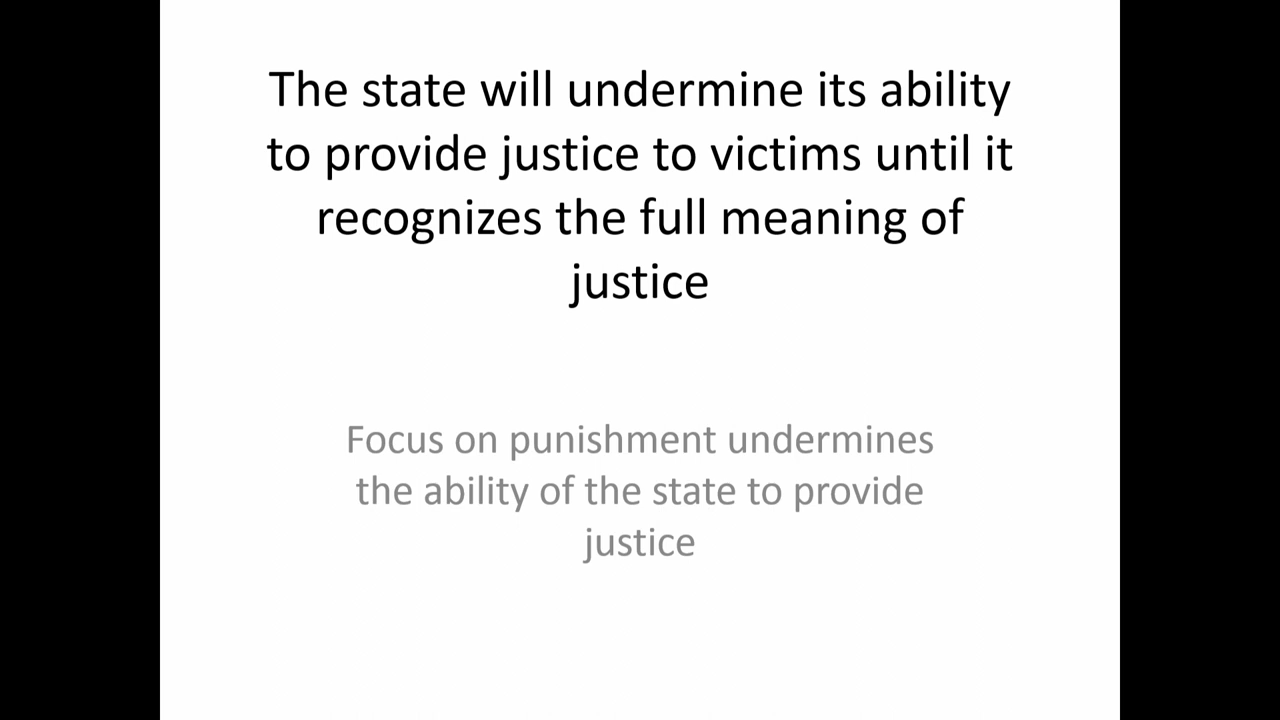 The state will undermine its ability
to provide justice to victims until it
recognizes the full meaning of
justice
Focus on punishment undermines
the ability of the state to provide
justice